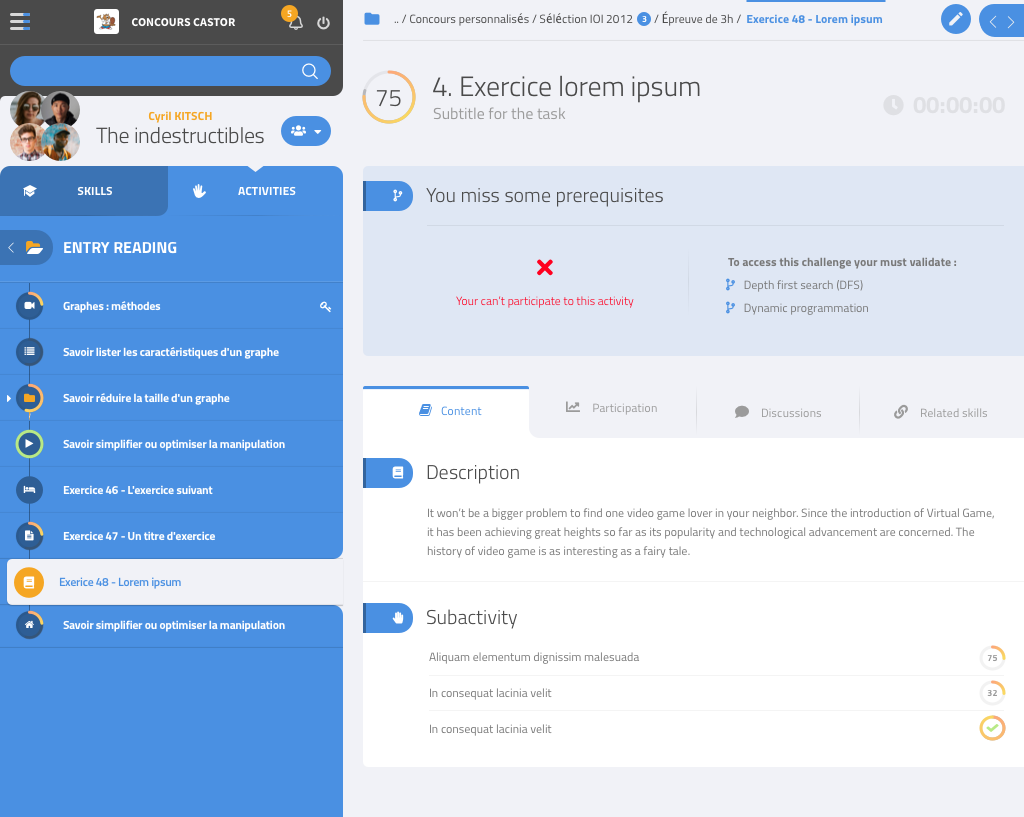 CONCOURS CASTOR
5
Cyril KITSCH
The indestructibles
SKILLS
ACTIVITIES
ENTRY READING
Graphes : méthodes
Savoir lister les caractéristiques d'un graphe
Savoir réduire la taille d'un graphe
Savoir simplifier ou optimiser la manipulation
Exercice 46 - L'exercice suivant
Exercice 47 - Un titre d'exercice
Exerice 48 - Lorem ipsum
Savoir simplifier ou optimiser la manipulation
.. / Concours personnalisés / Séléction IOI 2012 3 / Épreuve de 3h / Exercice 48 - Lorem ipsum
75
4. Exercice lorem ipsum
Subtitle for the task
00:00:00
You miss some prerequisites
Your can't participate to this activity
To access this challenge your must validate :
Depth first search (DFS)
Dynamic programmation
Content
Participation
Discussions
Related skills
Description
It won't be a bigger problem to find one video game lover in your neighbor. Since the introduction of Virtual Game,
it has been achieving great heights so far as its popularity and technological advancement are concerned. The
history of video game is as interesting as a fairy tale.
Subactivity
Aliquam elementum dignissim malesuada
75
In consequat lacinia velit
32
In consequat lacinia velit